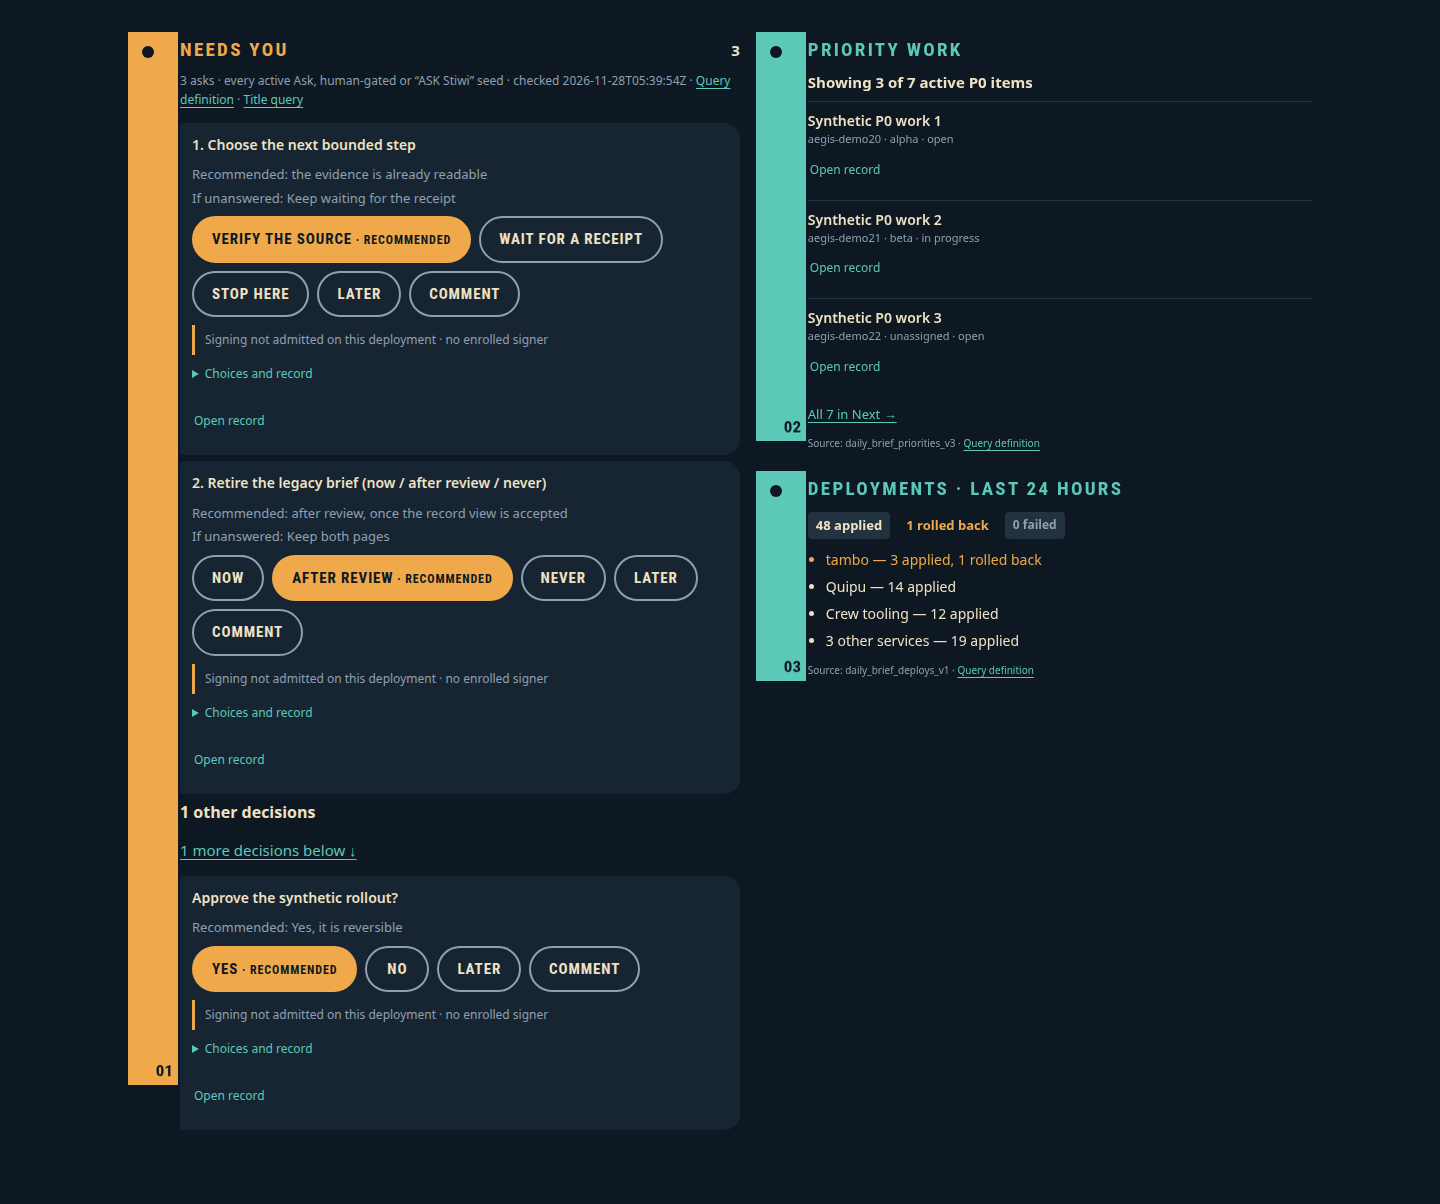 NEEDS YOU
3
3 asks · every active Ask, human-gated or “ASK Stiwi” seed · checked 2026-11-28T05:39:54Z · Query
definition · Title query
1. Choose the next bounded step
Recommended: the evidence is already readable
If unanswered: Keep waiting for the receipt
VERIFY THE SOURCE · RECOMMENDED
WAIT FOR A RECEIPT
STOP HERE
LATER
COMMENT
Signing not admitted on this deployment · no enrolled signer
▶ Choices and record
Open record
2. Retire the legacy brief (now / after review / never)
Recommended: after review, once the record view is accepted
If unanswered: Keep both pages
NOW
AFTER REVIEW · RECOMMENDED
NEVER
LATER
COMMENT
Signing not admitted on this deployment · no enrolled signer
▶ Choices and record
Open record
1 other decisions
1 more decisions below ↓
Approve the synthetic rollout?
Recommended: Yes, it is reversible
YES · RECOMMENDED
NO
LATER
COMMENT
Signing not admitted on this deployment · no enrolled signer
▶ Choices and record
01
Open record
PRIORITY WORK
Showing 3 of 7 active P0 items
Synthetic P0 work 1
aegis-demo20 · alpha · open
Open record
Synthetic P0 work 2
aegis-demo21 · beta · in progress
Open record
Synthetic P0 work 3
aegis-demo22 · unassigned · open
Open record
All 7 in Next →
02
Source: daily_brief_priorities_v3 · Query definition
DEPLOYMENTS · LAST 24 HOURS
48 applied
1 rolled back
0 failed
• tambo — 3 applied, 1 rolled back
• Quipu — 14 applied
• Crew tooling — 12 applied
• 3 other services — 19 applied
03
Source: daily_brief_deploys_v1 · Query definition